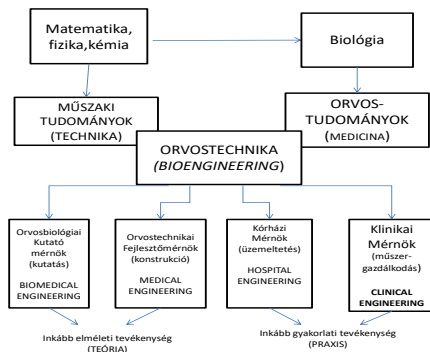 Matematika,
fizika,kémia
Biológia
MŰSZAKI
TUDOMÁNYOK
(TECHNIKA)
ORVOS-
TUDOMÁNYOK
(MEDICINA)
ORVOSTECHNIKA
(BIOENGINEERING)
Orvosbiológiai
Kutató
mérnök
(kutatás)
BIOMEDICAL
ENGINEERING
Orvostechnikai
Fejlesztőmérnök
(konstrukció)
MEDICAL
ENGINEERING
Kórházi
Mérnök
(üzemeltetés)
HOSPITAL
ENGINEERING
Klinikai
Mérnök
(műszer-
gazdálkodás)
CLINICAL
ENGINEERING
Inkább elméleti tevékenység
(TEÓRIA)
Inkább gyakorlati tevékenység
(PRAXIS)